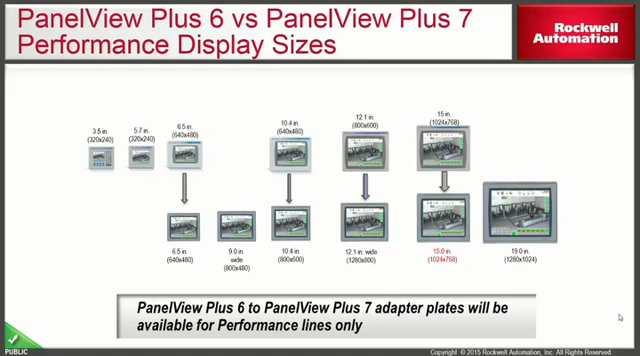 PanelView Plus 6 vs PanelView Plus 7
Performance Display Sizes
Rockwell
Automation
3.5 in.
(320x240)
5.7 in.
(320x240)
6.5 in.
(640x480)
10.4 in.
(640x480)
12.1 in.
(800x600)
15 in.
(1024x768)
6.5 in.
(640x480)
9.0 in.
wide
(800x480)
10.4 in.
(800x600)
12.1 in. wide
(1280x800)
15.0 in.
(1024x768)
19.0 in.
(1280x1024)
PanelView Plus 6 to PanelView Plus 7 adapter plates will be
available for Performance lines only
PUBLIC
Copyright © 2015 Rockwell Automation, Inc. All Rights Reserved.